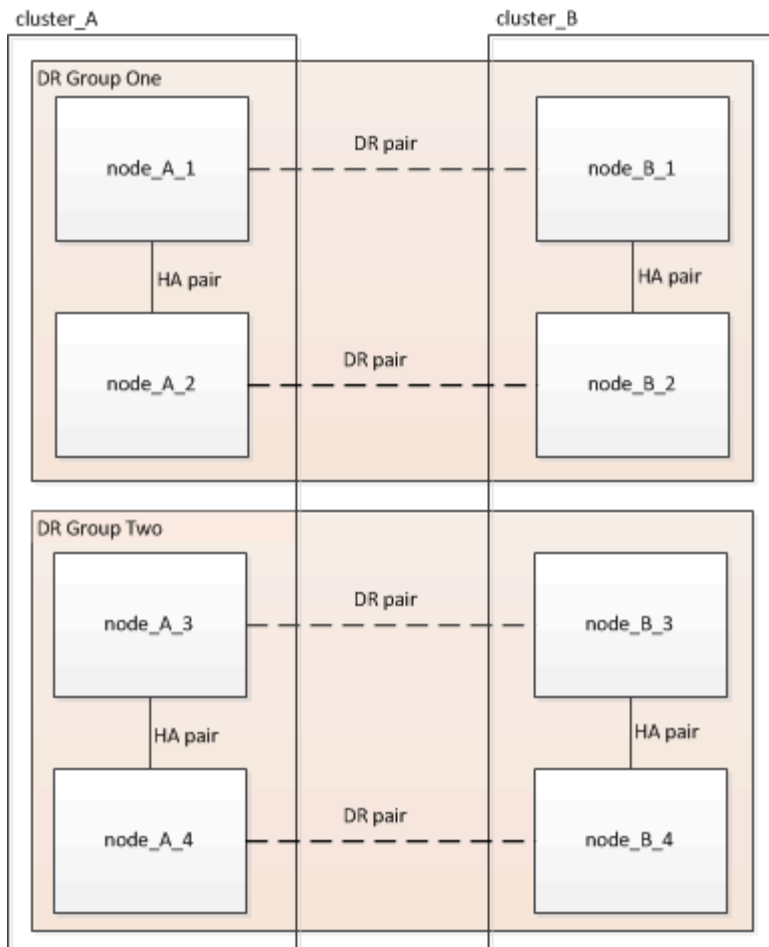 cluster_A
cluster_B
DR Group One
node_A_1
DR pair
node_B_1
HA pair
HA pair
node_A_2
DR pair
node_B_2
DR Group Two
node_A_3
DR pair
node_B_3
HA pair
HA pair
node_A_4
DR pair
node_B_4